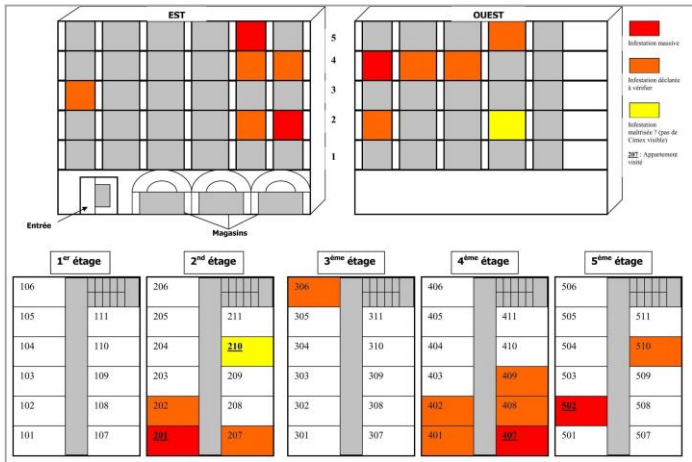 EST
OUEST
5
4
3
2
1
Infestation massive
Infestation déclarée
à vérifier
Infestation
maîtrisée ? (pas de
Cimex visible)
207 : Appartement
visité
Entrée
Magasins
1er étage
2nd étage
3ème étage
4ème étage
5ème étage
106
105 111
104 110
103 109
102 108
101 107
206
205 211
204 210
203 209
202 208
201 207
306
305 311
304 310
303 309
302 308
301 307
406
405 411
404 410
403 409
402 408
401 407
506
505 511
504 510
503 509
502 508
501 507